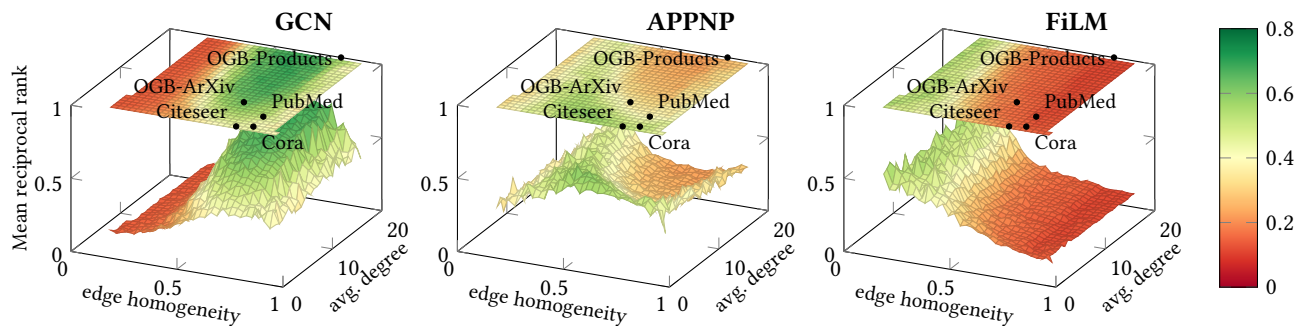 GCN
APPNP
FiLM
Mean reciprocal rank
1
0.5
0
0
0.5
1
edge homogeneity
0
10
20
avg. degree
OGB-Products
OGB-ArXiv
Citeseer
PubMed
Cora
1
0.5
0
0
0.5
1
edge homogeneity
0
10
20
avg. degree
OGB-Products
OGB-ArXiv
Citeseer
PubMed
Cora
1
0.5
0
0
0.5
1
edge homogeneity
0
10
20
avg. degree
OGB-Products
OGB-ArXiv
Citeseer
PubMed
Cora
0.8
0.6
0.4
0.2
0